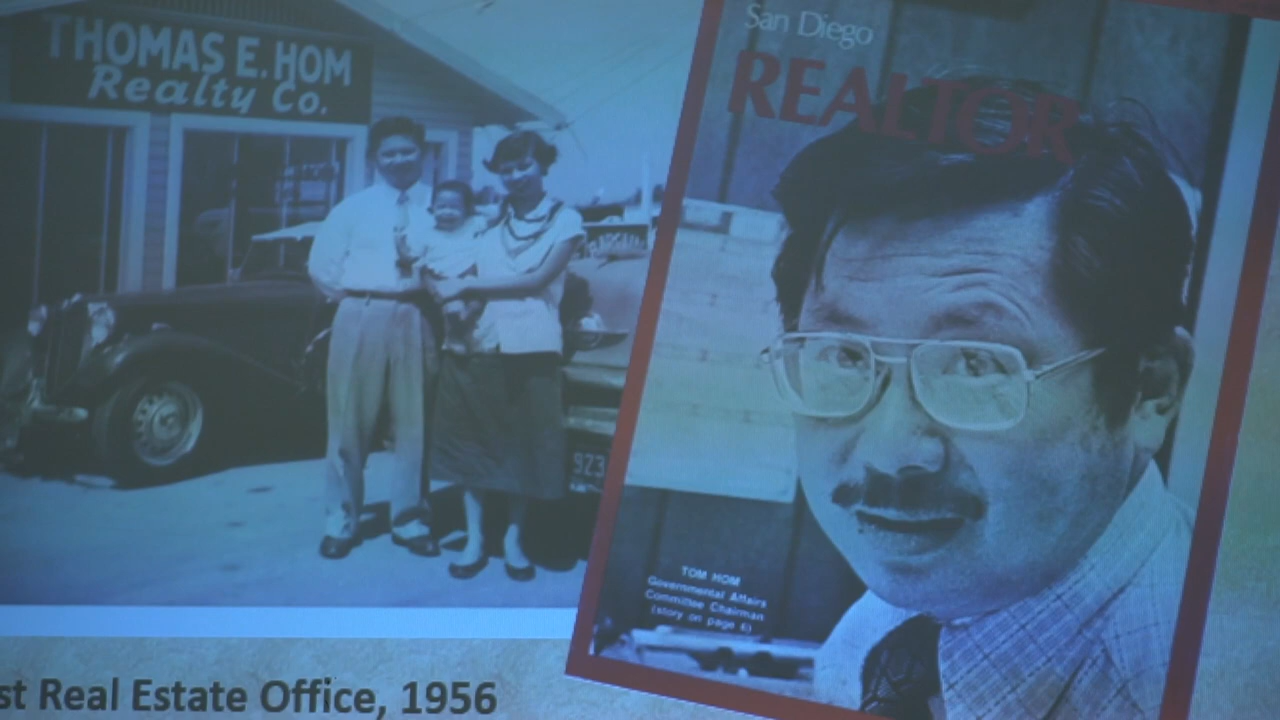 THOMAS E. HOM
Realty Co.
923
st Real Estate Office, 1956
San Diego
REALTOR
TOM HOM
Governmental Affairs
Committee Chairman
(story on page 6)